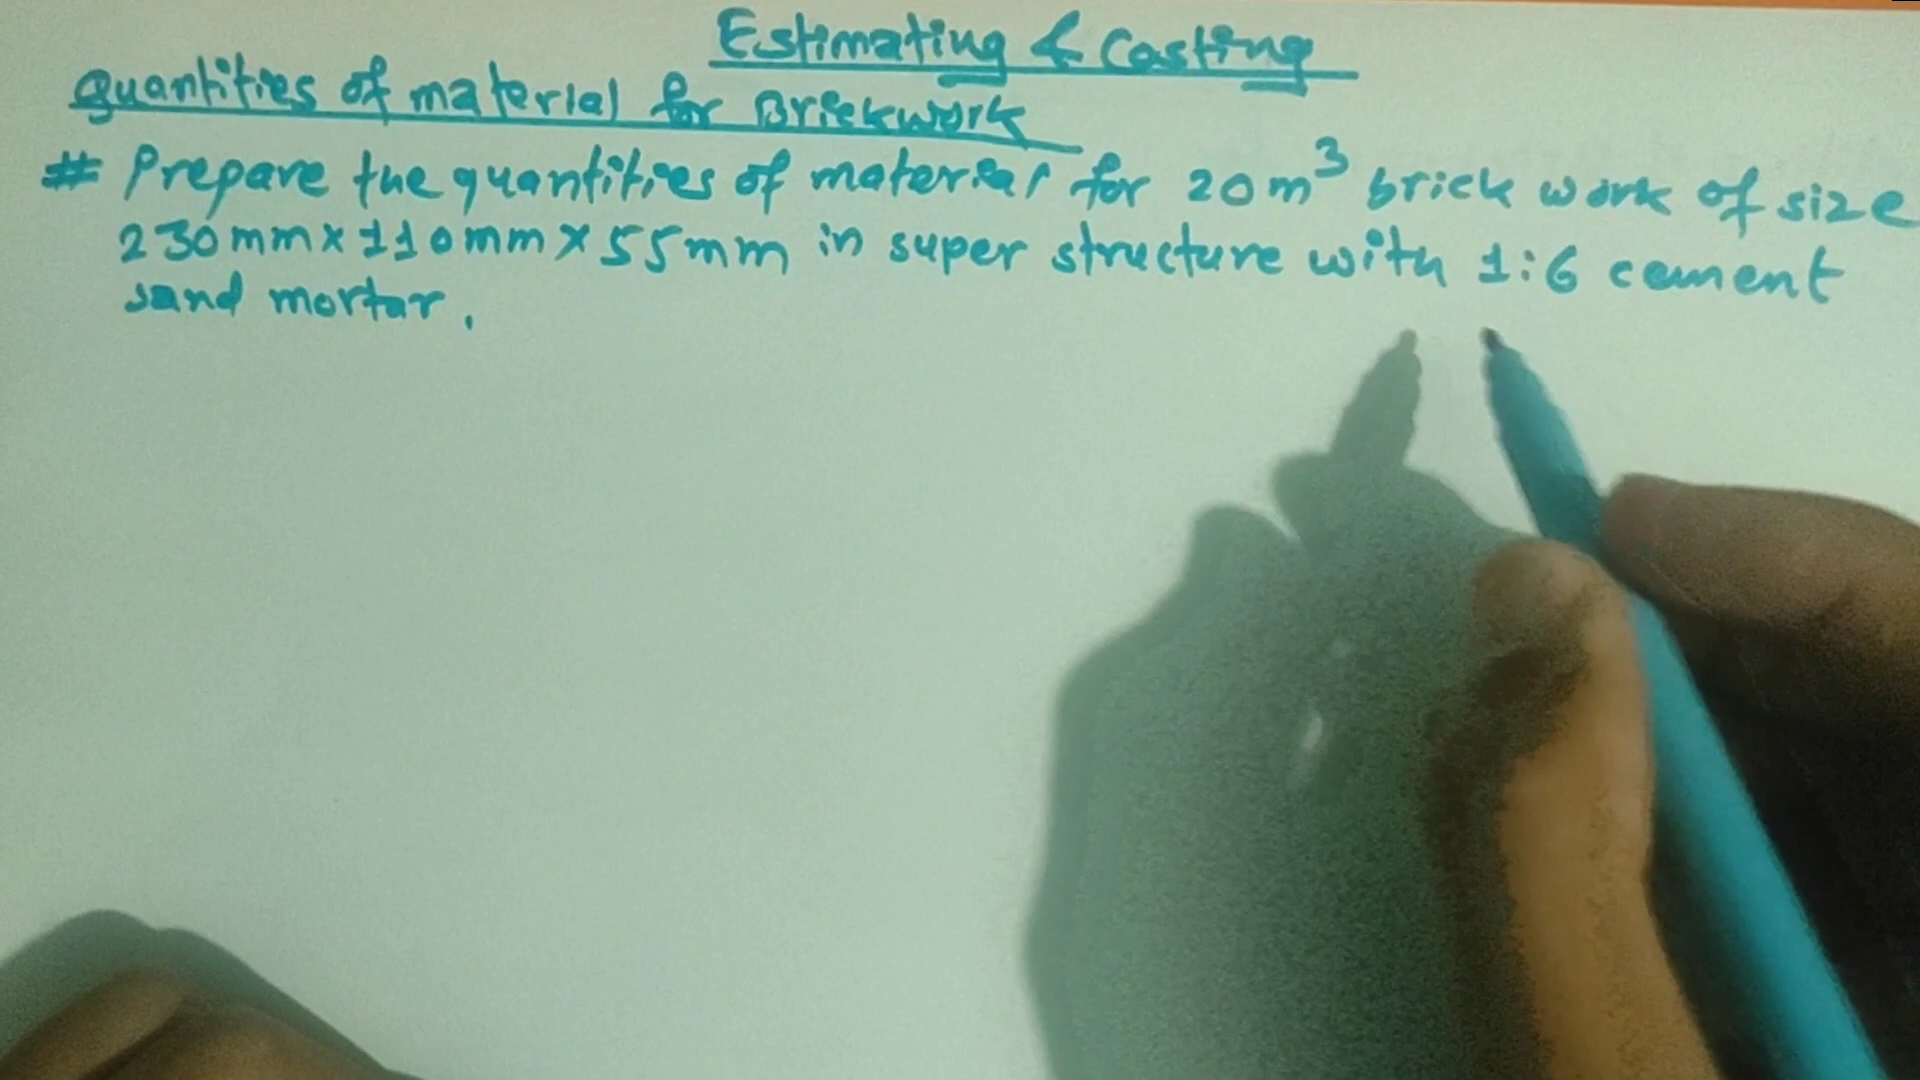 Estimating & Costing
Quantities of material for Brickwork
# Prepare the quantities of material for 20m³ brick work of size
230mm x 110mm x 55mm in super structure with 1:6 cement
sand mortar.